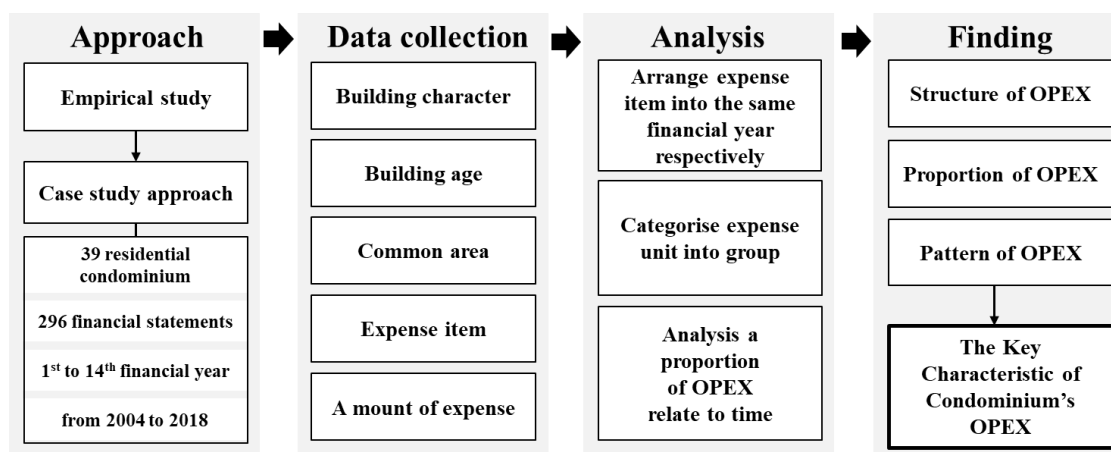 Approach
Empirical study
Case study approach
39 residential
condominium
296 financial statements
1st to 14th financial year
from 2004 to 2018
Data collection
Building character
Building age
Common area
Expense item
A mount of expense
Analysis
Arrange expense
item into the same
financial year
respectively
Categorise expense
unit into group
Analysis a
proportion
of OPEX
relate to time
Finding
Structure of OPEX
Proportion of OPEX
Pattern of OPEX
The Key
Characteristic of
Condominium's
OPEX